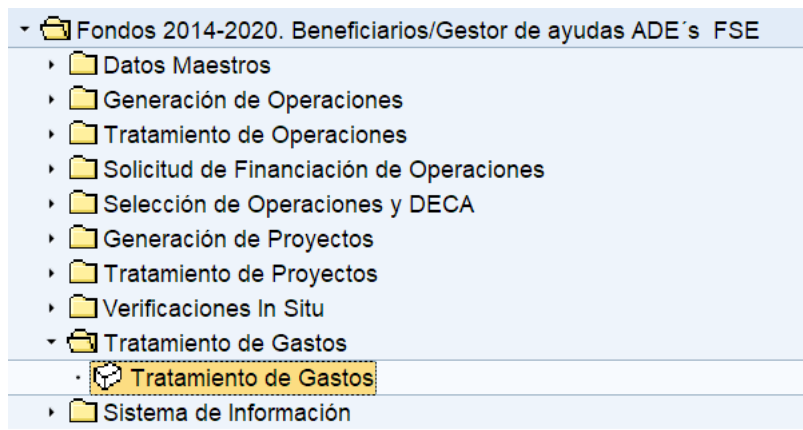 Fondos 2014-2020. Beneficiarios/Gestor de ayudas ADE´s  FSE
Datos Maestros
Generación de Operaciones
Tratamiento de Operaciones
Solicitud de Financiación de Operaciones
Selección de Operaciones y DECA
Generación de Proyectos
Tratamiento de Proyectos
Verificaciones In Situ
Tratamiento de Gastos
Tratamiento de Gastos
Sistema de Información